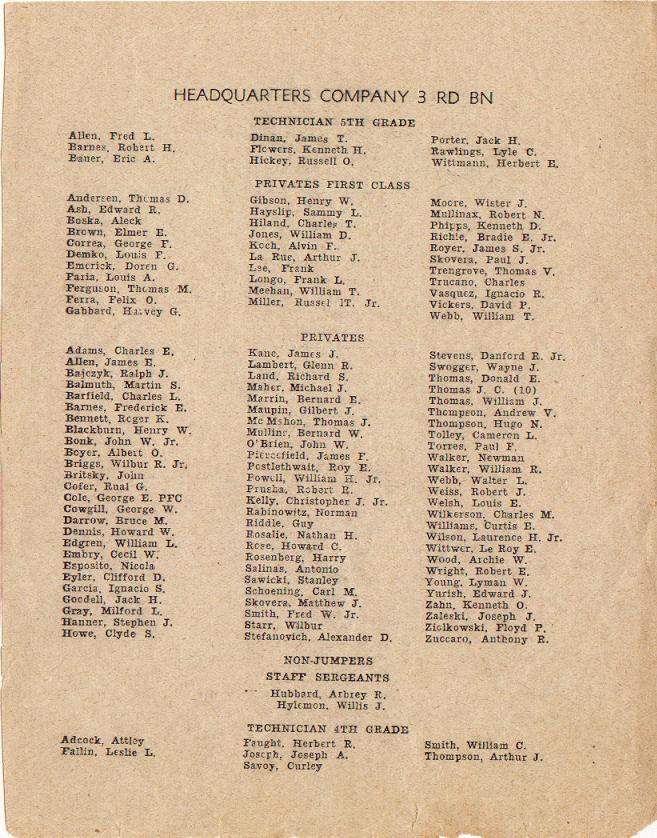 HEADQUARTERS COMPANY 3 RD BN
TECHNICIAN 5TH GRADE
Allen, Fred L.
Barnes, Robert H.
Bauer, Eric A.
Dinan, James T.
Flowers, Kenneth H.
Hickey, Russell O.
Porter, Jack H.
Rawlings, Lyle C.
Wittmann, Herbert E.
PRIVATES FIRST CLASS
Andersen, Thomas D.
Ash, Edward R.
Boska, Aleck
Brown, Elmer E.
Correa, George F.
Demko, Louis F.
Emerick, Doren G.
Faria, Louis A.
Ferguson, Thomas M.
Ferra, Felix O.
Gabbard, Harvey G.
Gibson, Henry W.
Hayslip, Sammy L.
Hiland, Charles T.
Jones, William D.
Koch, Alvin F.
La Rue, Arthur J.
Lee, Frank
Longo, Frank L.
Meehan, William T.
Miller, Russel lT. Jr.
Moore, Wister J.
Mullinax, Robert N.
Phipps, Kenneth D.
Richie, Bradie E. Jr.
Royer, James S. Jr.
Skovera, Paul J.
Trengrove, Thomas V.
Trucano, Charles
Vasquez, Ignacio R.
Vickers, David P.
Webb, William T.
PRIVATES
Adams, Charles E.
Allen, James E.
Bajczyk, Ralph J.
Balmuth, Martin S.
Barfield, Charles L.
Barnes, Frederick E.
Bennett, Roger K.
Blackburn, Henry W.
Bonk, John W. Jr.
Boyer, Albert O.
Briggs, Wilbur R. Jr.
Britsky, John
Cofer, Rual G.
Cole, George E. PFC
Cowgill, George W.
Darrow, Bruce M.
Dennis, Howard W.
Edgren, William L.
Embry, Cecil W.
Esposito, Nicola
Eyler, Clifford D.
Garcia, Ignacio S.
Goodell, Jack H.
Gray, Milford L.
Hanner, Stephen J.
Howe, Clyde S.
Kane, James J.
Lambert, Glenn R.
Land, Richard S.
Maher, Michael J.
Marrin, Bernard E.
Maupin, Gilbert J.
Mc Mahon, Thomas J.
Mullins, Bernard W.
O'Brien, John W.
Piercefield, James F.
Postlethwait, Roy E.
Powell, William H. Jr.
Prusha, Robert R.
Kelly, Christopher J. Jr.
Rabinowitz, Norman
Riddle, Guy
Rosalie, Nathan H.
Rose, Howard C.
Rosenberg, Harry
Salinas, Antonio
Sawicki, Stanley
Schoening, Carl M.
Skovera, Matthew J.
Smith, Fred W. Jr.
Starr, Wilbur
Stefanovich, Alexander D.
Stevens, Danford R. Jr.
Swogger, Wayne J.
Thomas, Donald E.
Thomas J. C. (10)
Thomas, William J.
Thompson, Andrew V.
Thompson, Hugo N.
Tolley, Cameron L.
Torres, Paul F.
Walker, Newman
Walker, William R.
Webb, Walter L.
Weiss, Robert J.
Welsh, Louis E.
Wilkerson, Charles M.
Williams, Curtis E.
Wilson, Laurence H. Jr.
Wittwer, Le Roy E.
Wood, Archie W.
Wright, Robert E.
Young, Lyman W.
Yurish, Edward J.
Zahn, Kenneth O.
Zaleski, Joseph J.
Ziolkowski, Floyd P.
Zuccaro, Anthony R.
NON-JUMPERS
STAFF SERGEANTS
Hubbard, Arbrey R.
Hylemon, Willis J.
TECHNICIAN 4TH GRADE
Adcock, Attley
Fallin, Leslie L.
Faught, Herbert R.
Joseph, Joseph A.
Savoy, Curley
Smith, William C.
Thompson, Arthur J.